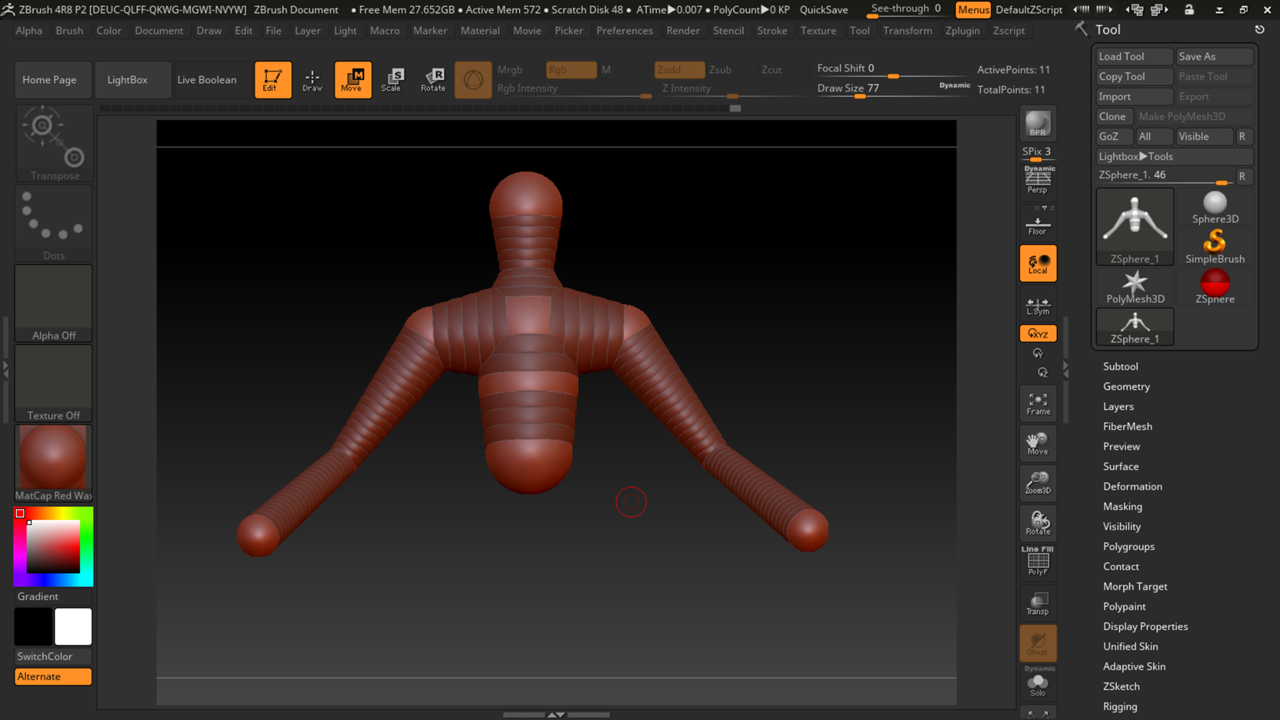 ZBrush 4R8 P2 [DEUC-QLFF-QKWG-MGWI-NVYW] ZBrush Document • Free Mem 27.652GB • Active Mem 572 • Scratch Disk 48 • ATime▶0.007 • PolyCount▶0 KP QuickSave See-through 0 Menus DefaultZScript
Alpha Brush Color Document Draw Edit File Layer Light Macro Marker Material Movie Picker Preferences Render Stencil Stroke Texture Tool Transform Zplugin Zscript
Home Page LightBox Live Boolean Edit Draw Move Scale Rotate
M S R
Mrgb Rgb M Zadd Zsub Zcut
Rgb Intensity Z Intensity
Focal Shift 0 ActivePoints: 11
Draw Size 77 Dynamic TotalPoints: 11
Transpose
Dots
Alpha Off
Texture Off
MatCap Red Wax
Gradient
SwitchColor
Alternate
BPR
SPix 3
Dynamic
Persp
Floor
Local
L.Sym
XYZ
Frame
Move
Zoom3D
Rotate
Line Fill
PolyF
Transp
Ghost
Dynamic
Solo
Tool
Load Tool Save As
Copy Tool Paste Tool
Import Export
Clone Make PolyMesh3D
GoZ All Visible R
Lightbox▶Tools
ZSphere_1. 46 R
ZSphere_1 Sphere3D
SimpleBrush
PolyMesh3D ZSphere
ZSphere_1
Subtool
Geometry
Layers
FiberMesh
Preview
Surface
Deformation
Masking
Visibility
Polygroups
Contact
Morph Target
Polypaint
Display Properties
Unified Skin
Adaptive Skin
ZSketch
Rigging